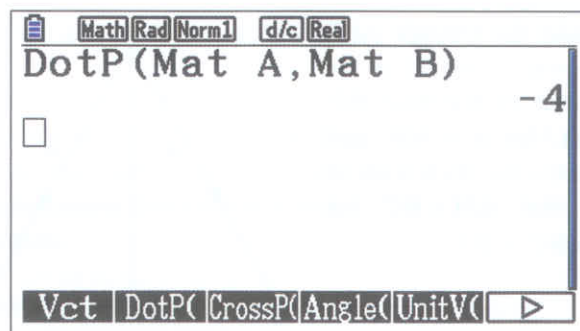 Math Rad Norm1 d/c Real
DotP(Mat A,Mat B)
-4
Vct DotP( CrossP( Angle( UnitV( ▷